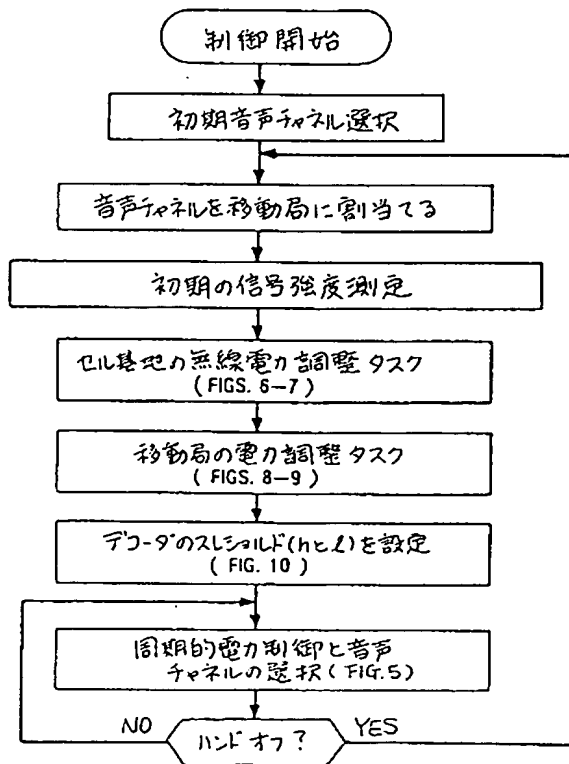 制御開始
初期音声チャネル選択
音声チャネルを移動局に割当てる
初期の信号強度測定
セル基地の無線電力調整タスク
(FIGS. 6-7)
移動局の電力調整タスク
(FIGS. 8-9)
デコーダのスレショルド(hとl)を設定
(FIG. 10)
周期的電力制御と音声
チャネルの選択(FIG.5)
NO
ハンドオフ?
YES